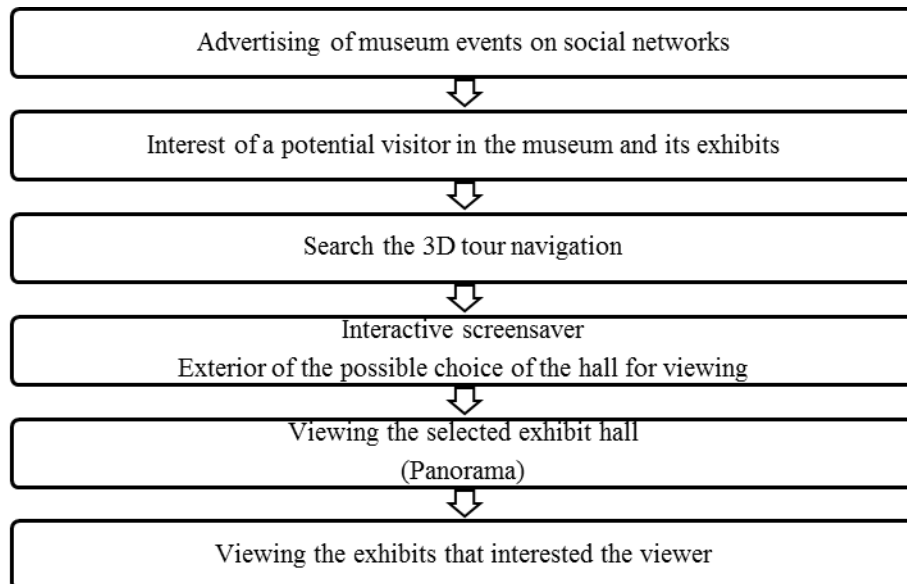 Advertising of museum events on social networks
Interest of a potential visitor in the museum and its exhibits
Search the 3D tour navigation
Interactive screensaver
Exterior of the possible choice of the hall for viewing
Viewing the selected exhibit hall
(Panorama)
Viewing the exhibits that interested the viewer